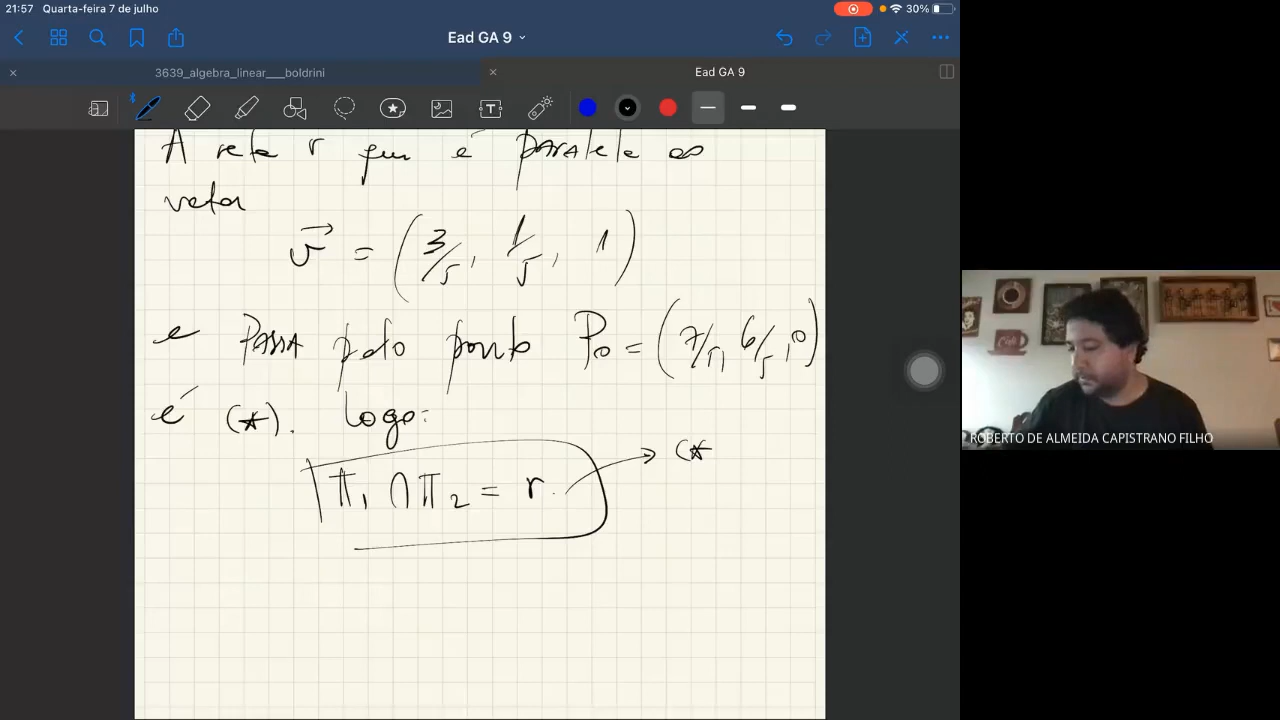 21:57 Quarta-feira 7 de julho
30%
Ead GA 9
3639_algebra_linear___boldrini
Ead GA 9
A reta r que é paralela ao
vetor
v = (3/5, 1/5, 1)
e PASSA pelo ponto P₀ = (7/5, 6/5, 0)
é (*). Logo:
π₁ ∩ π₂ = r. → (*
ROBERTO DE ALMEIDA CAPISTRANO FILHO